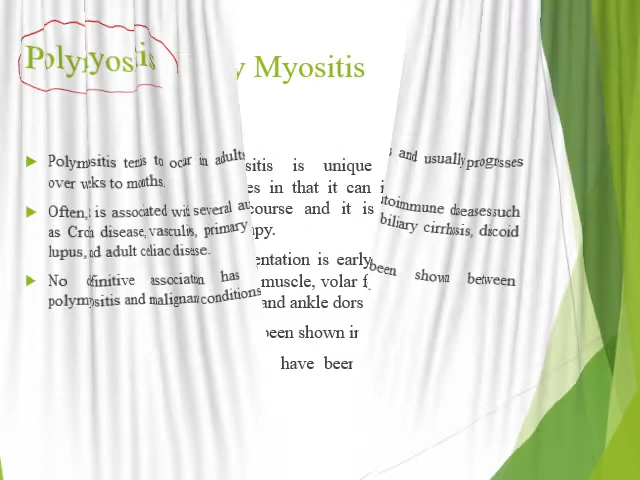 Polymyositis y Myositis
Polymyositis tends to occur in adults sitis is unique and usually progresses
over weeks to months. es in that it can
Often, is associated with several au course and it is utoimmune diseases such
as Crohn disease, vasculitis, primary apy. biliary cirrhosis, discoid
lupus, and adult celiac disease. entation is early
No definitive association has muscle, volar been shown between
polymyositis and malignant conditions and ankle dors
been shown in
have been